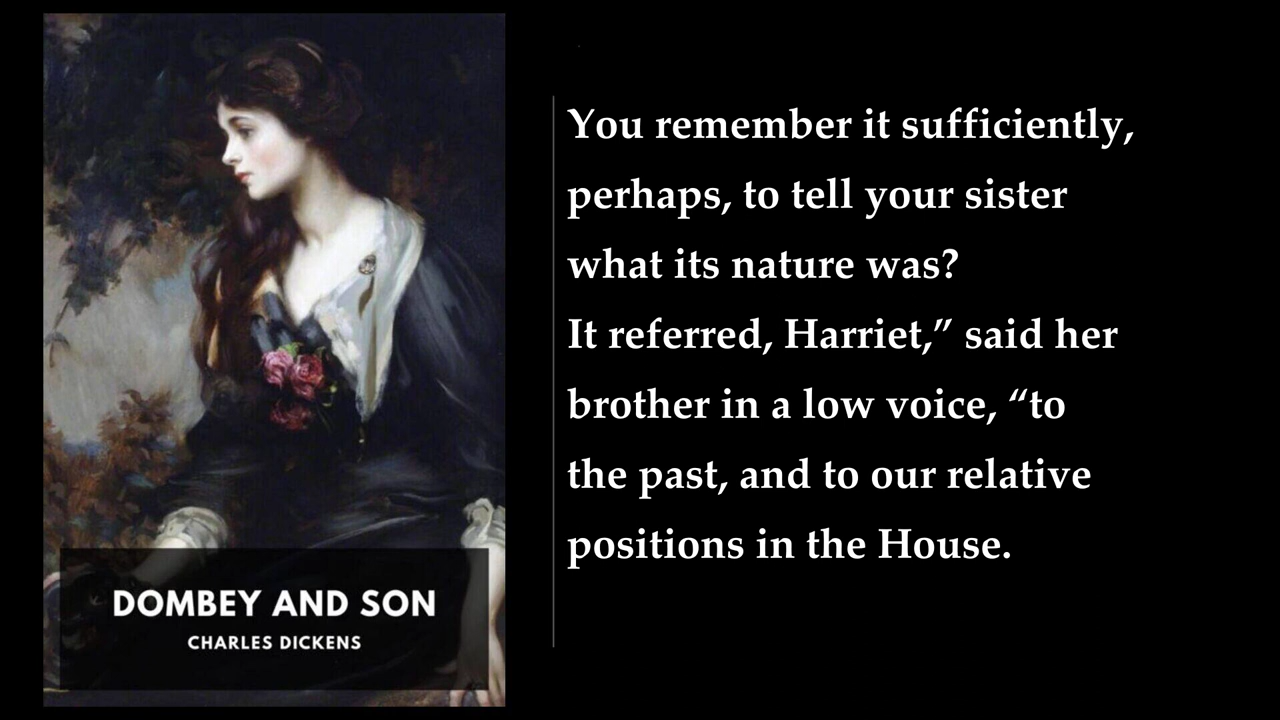 DOMBEY AND SON
CHARLES DICKENS
You remember it sufficiently,
perhaps, to tell your sister
what its nature was?
It referred, Harriet,” said her
brother in a low voice, “to
the past, and to our relative
positions in the House.